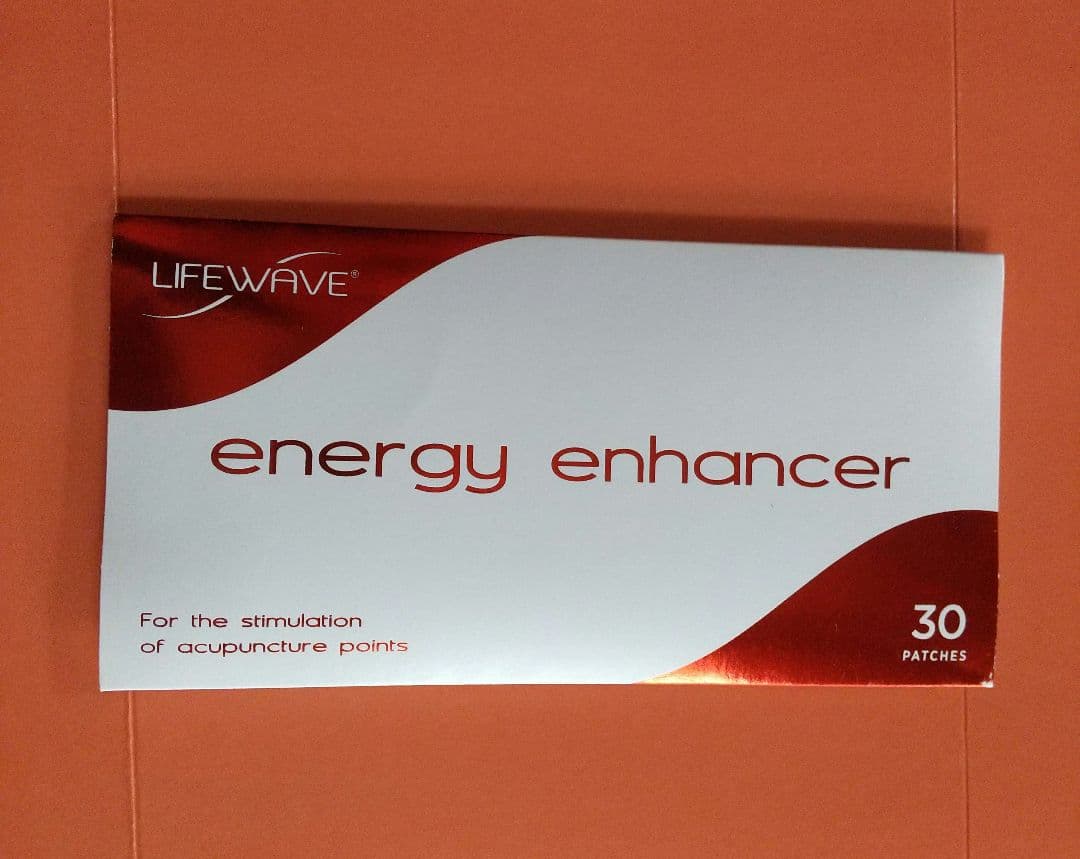 LIFEWAVE®
energy enhancer
For the stimulation
of acupuncture points
30
PATCHES